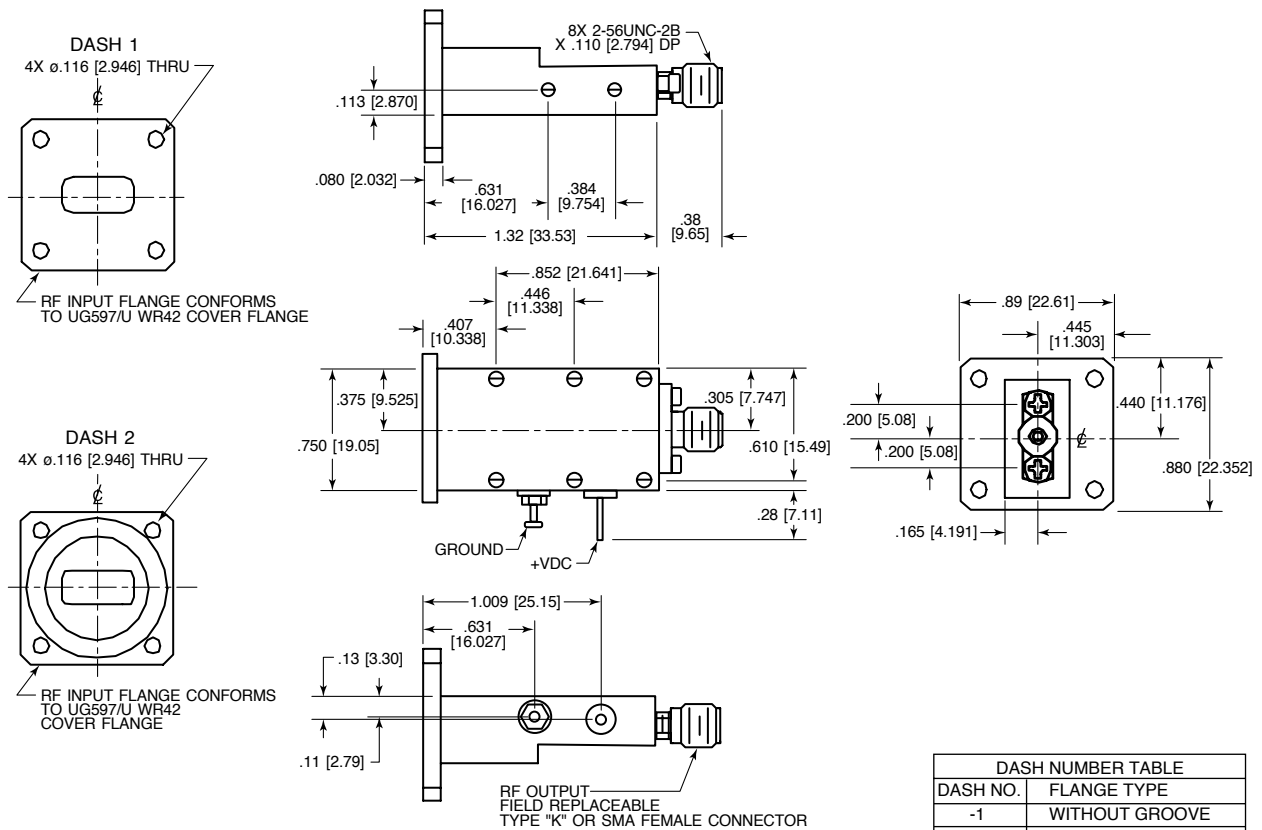 DASH 1
4X ø.116 [2.946] THRU
℄
RF INPUT FLANGE CONFORMS
TO UG597/U WR42 COVER FLANGE
8X 2-56UNC-2B
X .110 [2.794] DP
.113 [2.870]
.080 [2.032]
.631
[16.027]
.384
[9.754]
.38
[9.65]
1.32 [33.53]
.852 [21.641]
.446
[11.338]
.407
[10.338]
.375 [9.525]
.305 [7.747]
.750 [19.05]
.610 [15.49]
.28 [7.11]
GROUND
+VDC
.89 [22.61]
.445
[11.303]
.440 [11.176]
.200 [5.08]
℄
.200 [5.08]
.880 [22.352]
.165 [4.191]
DASH 2
4X ø.116 [2.946] THRU
℄
RF INPUT FLANGE CONFORMS
TO UG597/U WR42
COVER FLANGE
1.009 [25.15]
.631
[16.027]
.13 [3.30]
.11 [2.79]
RF OUTPUT
FIELD REPLACEABLE
TYPE "K" OR SMA FEMALE CONNECTOR
DASH NUMBER TABLE
DASH NO. FLANGE TYPE
-1 WITHOUT GROOVE